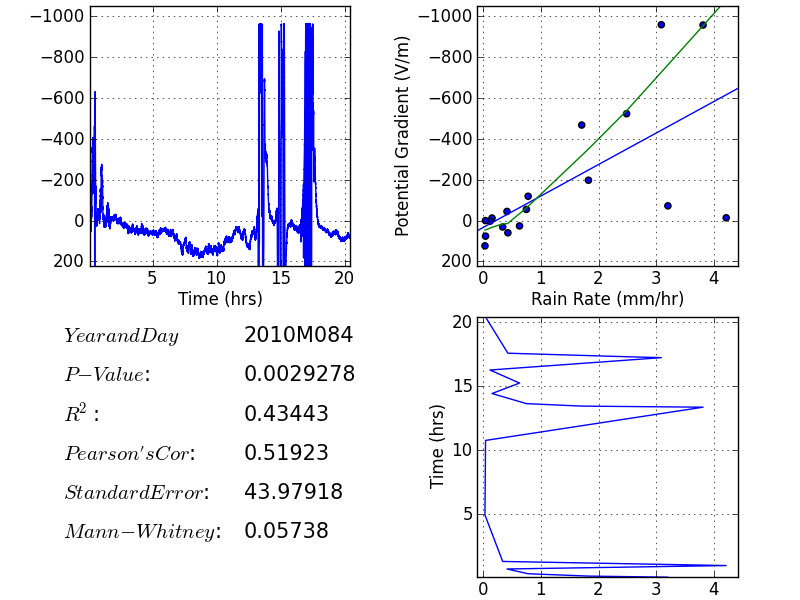 −1000
−800
−600
−400
−200
0
200
5 10 15 20
Time (hrs)
Potential Gradient (V/m)
−1000
−800
−600
−400
−200
0
200
0 1 2 3 4
Rain Rate (mm/hr)
YearandDay 2010M084
P−Value: 0.0029278
R²: 0.43443
Pearson'sCor: 0.51923
StandardError: 43.97918
Mann−Whitney: 0.05738
Time (hrs)
20
15
10
5
0 1 2 3 4